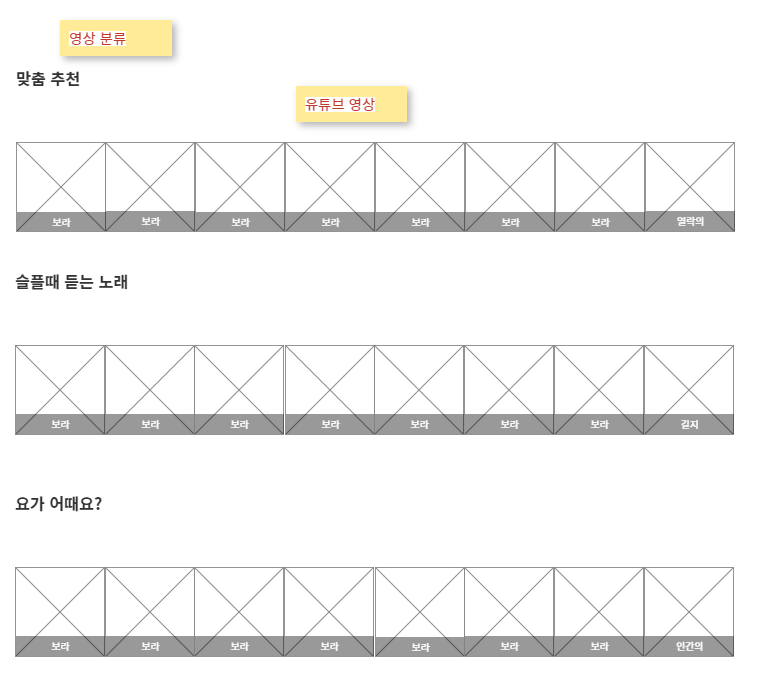 영상 분류
맞춤 추천
유튜브 영상
보라 보라 보라 보라 보라 보라 보라 열락의
슬플때 듣는 노래
보라 보라 보라 보라 보라 보라 보라 길지
요가 어때요?
보라 보라 보라 보라 보라 보라 보라 인간의